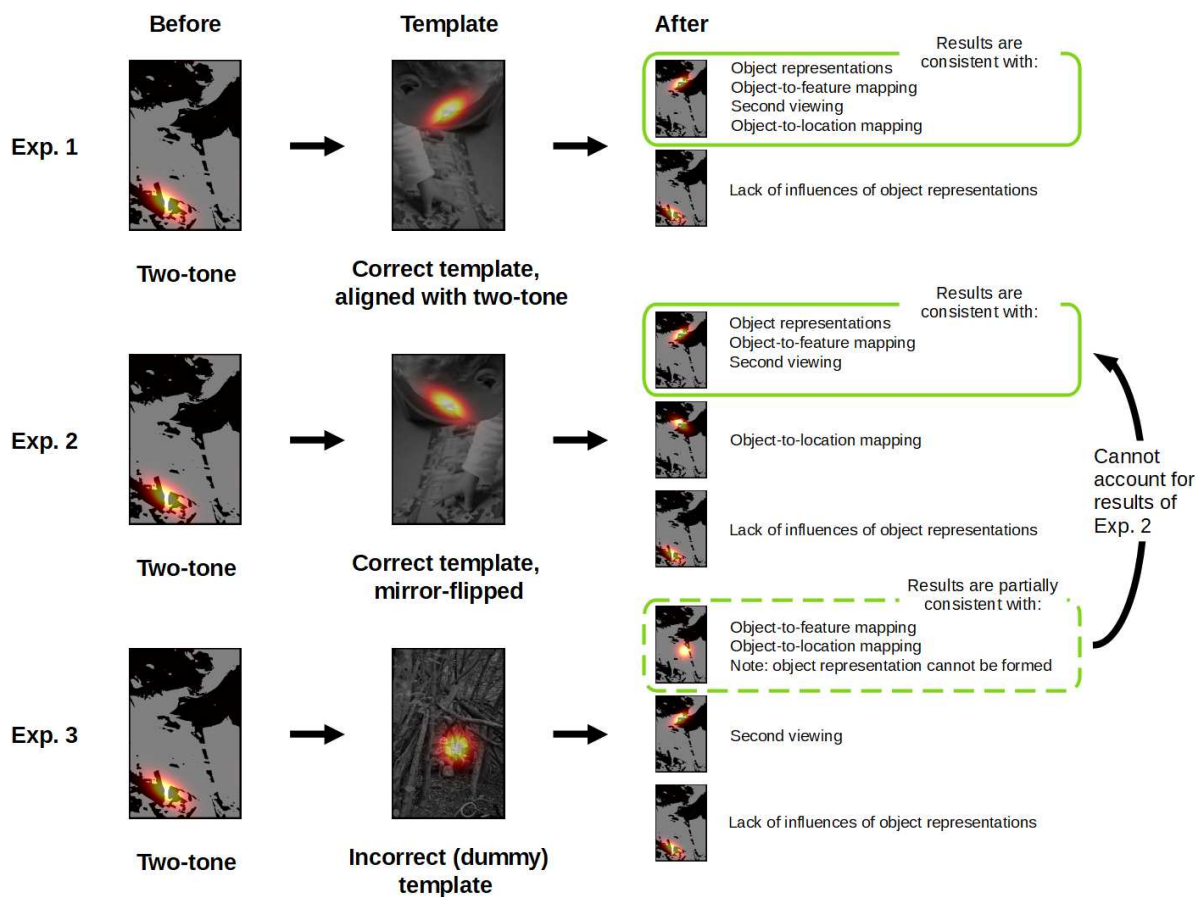 Before
Template
After
Exp. 1
Results are
consistent with:
Object representations
Object-to-feature mapping
Second viewing
Object-to-location mapping
Lack of influences of object representations
Two-tone
Correct template,
aligned with two-tone
Exp. 2
Results are
consistent with:
Object representations
Object-to-feature mapping
Second viewing
Object-to-location mapping
Lack of influences of object representations
Cannot
account for
results of
Exp. 2
Two-tone
Correct template,
mirror-flipped
Exp. 3
Results are partially
consistent with:
Object-to-feature mapping
Object-to-location mapping
Note: object representation cannot be formed
Second viewing
Lack of influences of object representations
Two-tone
Incorrect (dummy)
template